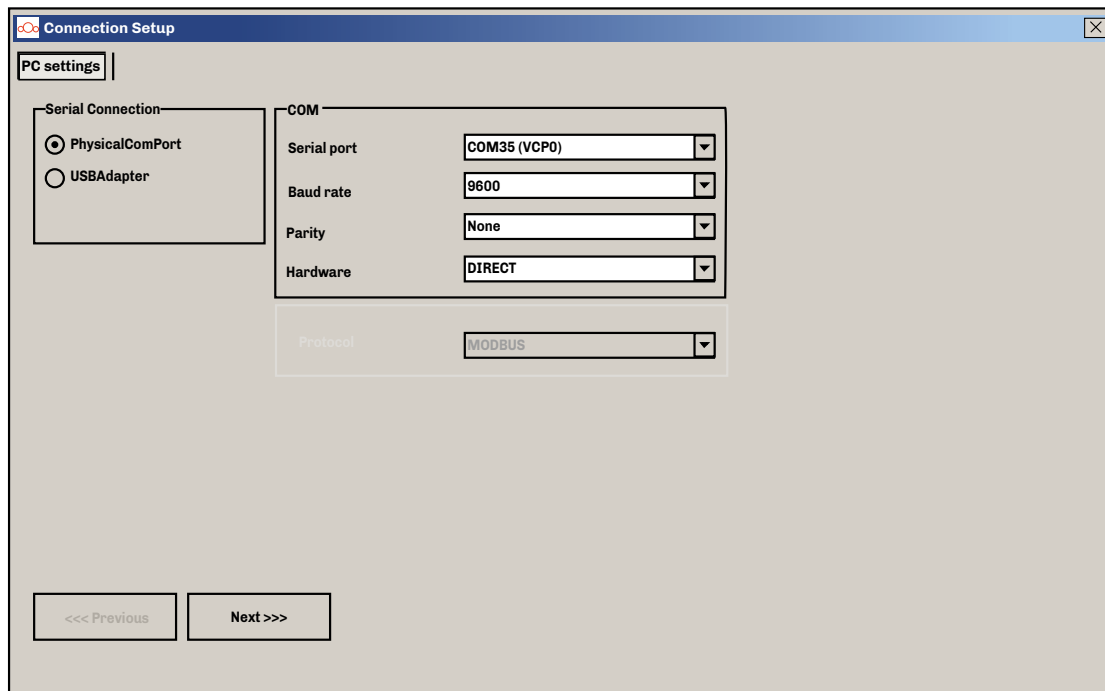 Connection Setup
PC settings
Serial Connection
PhysicalComPort
USBAdapter
COM
Serial port
COM35 (VCP0)
Baud rate
9600
Parity
None
Hardware
DIRECT
Protocol
MODBUS
<<< Previous
Next >>>